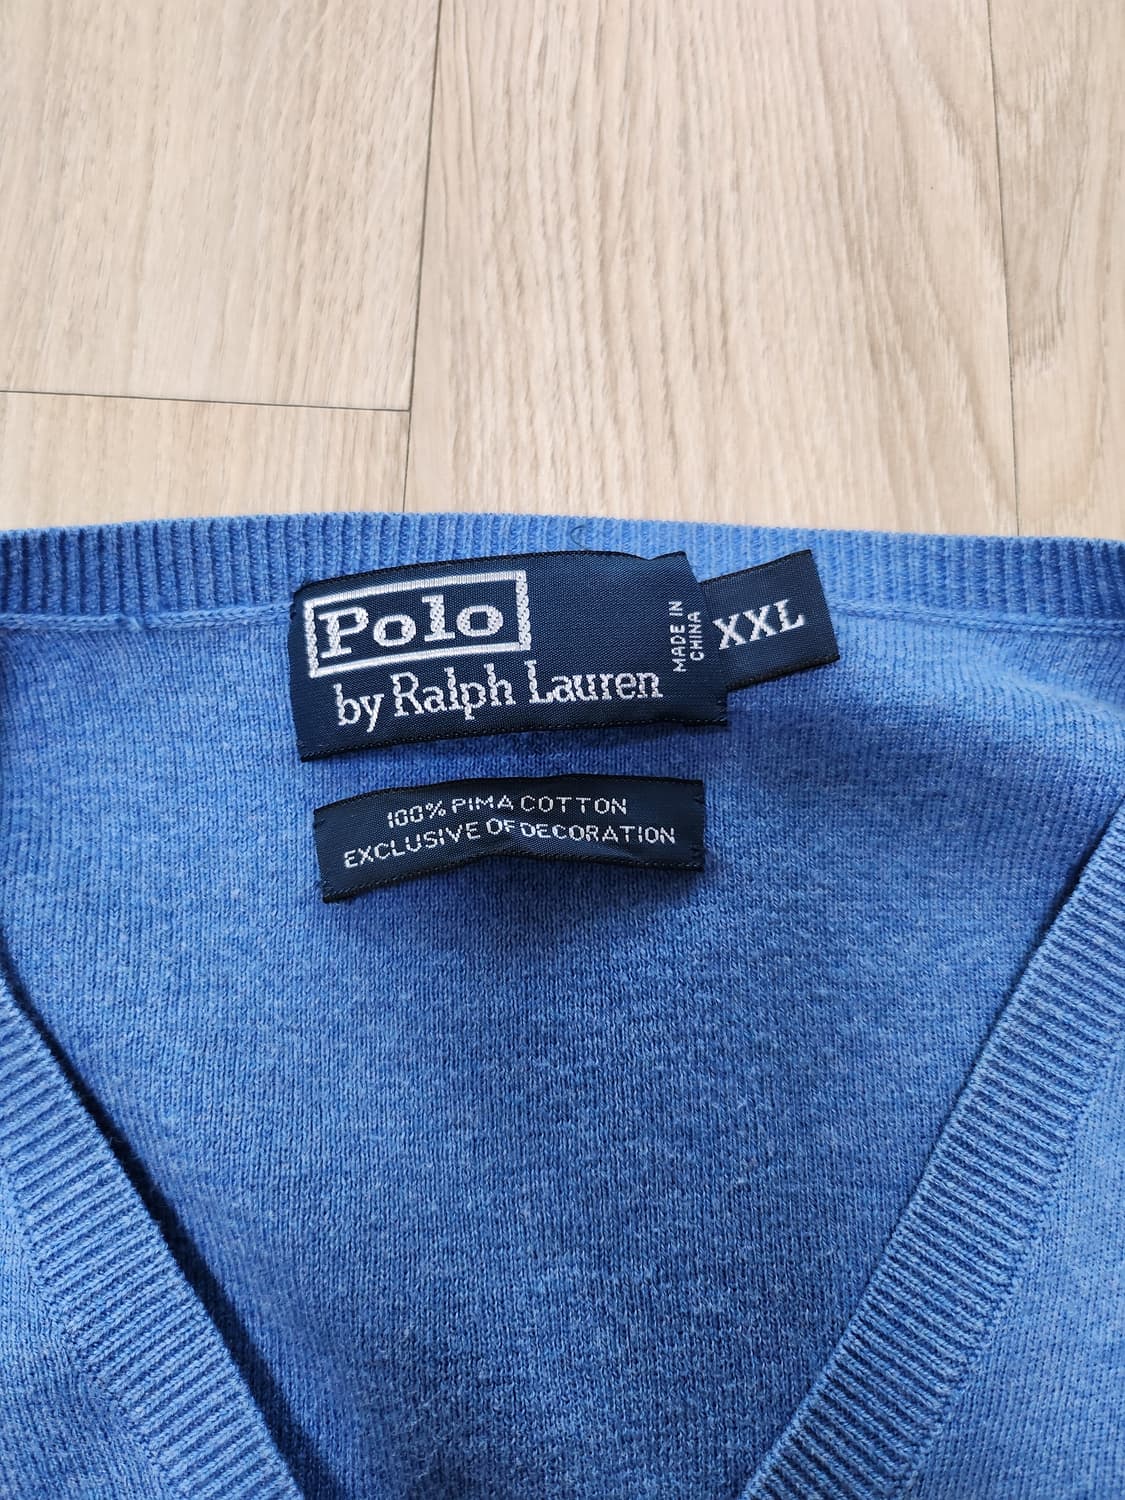 Polo
by Ralph Lauren
MADE IN
CHINA
XXL
100% PIMA COTTON
EXCLUSIVE OF DECORATION